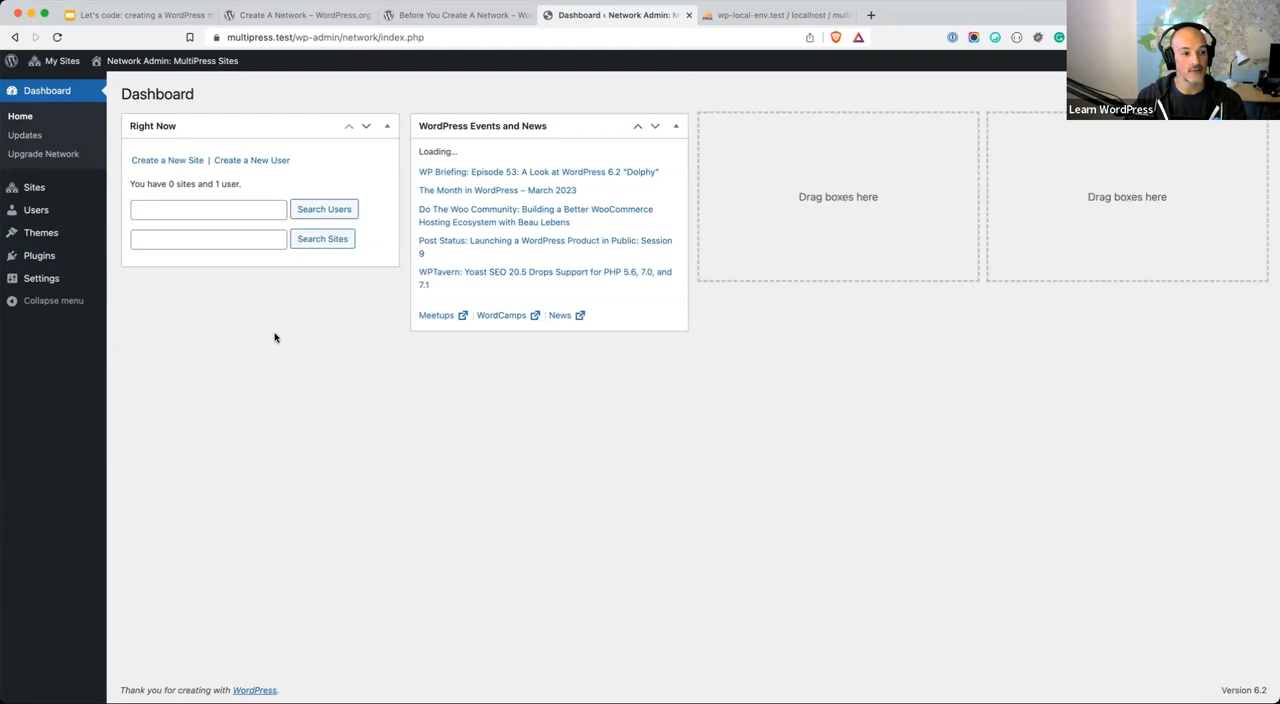 Let's code: creating a WordPress
Create A Network – WordPress.org
Before You Create A Network – Wo
Dashboard ‹ Network Admin: M
wp-local-env.test / localhost / mul
multipress.test/wp-admin/network/index.php
My Sites
Network Admin: MultiPress Sites
Learn WordPress
Dashboard
Home
Updates
Upgrade Network
Sites
Users
Themes
Plugins
Settings
Collapse menu
Dashboard
Right Now
Create a New Site | Create a New User
You have 0 sites and 1 user.
Search Users
Search Sites
WordPress Events and News
Loading...
WP Briefing: Episode 53: A Look at WordPress 6.2 "Dolphy"
The Month in WordPress – March 2023
Do The Woo Community: Building a Better WooCommerce
Hosting Ecosystem with Beau Lebens
Post Status: Launching a WordPress Product in Public: Session
9
WPTavern: Yoast SEO 20.5 Drops Support for PHP 5.6, 7.0, and
7.1
Meetups | WordCamps | News
Drag boxes here
Drag boxes here
Thank you for creating with WordPress.
Version 6.2